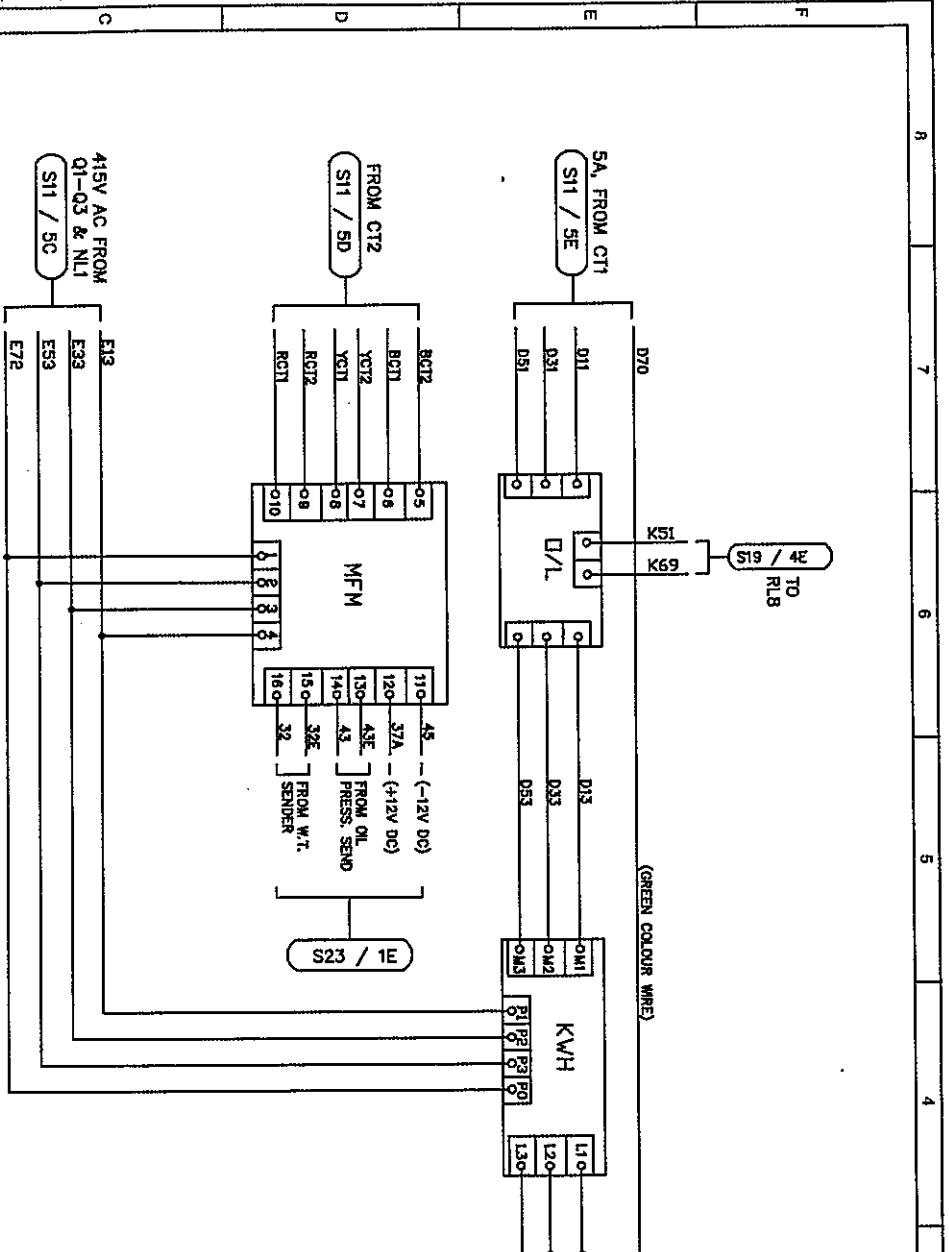 C
D
E
F
8
7
6
5
4
5A, FROM CT1
S11 / 5E
D70
D11
D31
D51
K51
K69
S19 / 4E
TO
RL8
O/L
D13
D33
D53
(GREEN COLOUR WIRE)
M1
M2
M3
KWH
P1
P2
P3
P0
L1
L2
L3
FROM CT2
S11 / 5D
BCT2
BCT1
YCT2
YCT1
RCT2
RCT1
5
6
7
8
9
10
MFM
1
2
3
4
11
12
13
14
15
16
45
37A
43E
43
32E
32
(-12V DC)
(+12V DC)
FROM OIL
PRESS. SEND
FROM W.T.
SENDER
S23 / 1E
415V AC FROM
Q1-Q3 & NL1
S11 / 5C
E13
E33
E53
E72